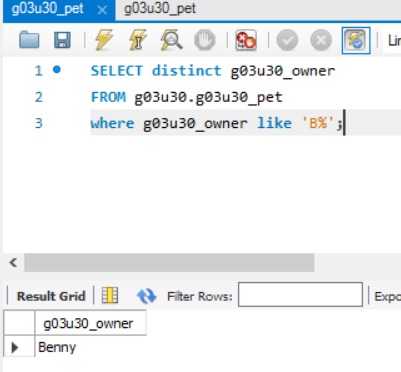 g03u30_pet × g03u30_pet
Lin
1 SELECT distinct g03u30_owner
2 FROM g03u30.g03u30_pet
3 where g03u30_owner like 'B%';
Result Grid Filter Rows: Expo
g03u30_owner
Benny